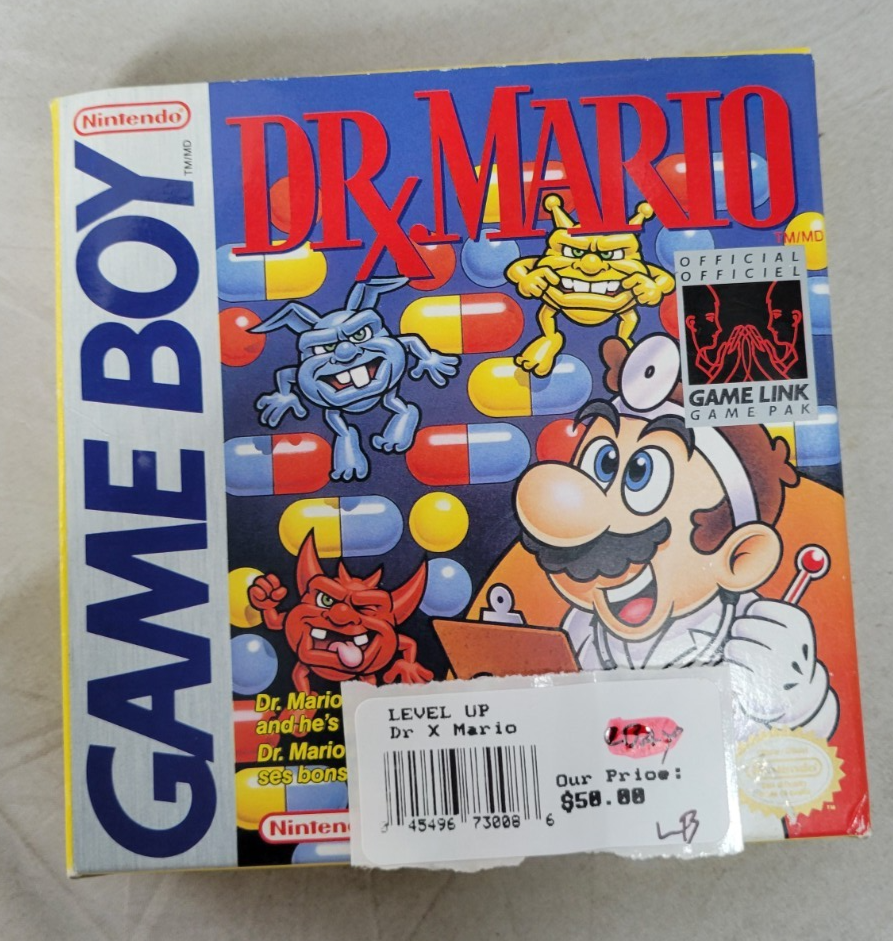 Nintendo®
GAME BOY
TM/MD
DR. MARIO
TM/MD
OFFICIAL
OFFICIEL
GAME LINK
GAME PAK
Dr. Mario
and he's
Dr. Mario
ses bons
Ninten
LEVEL UP
Dr X Mario
Our Price:
$50.00
45496 73008 6
LB